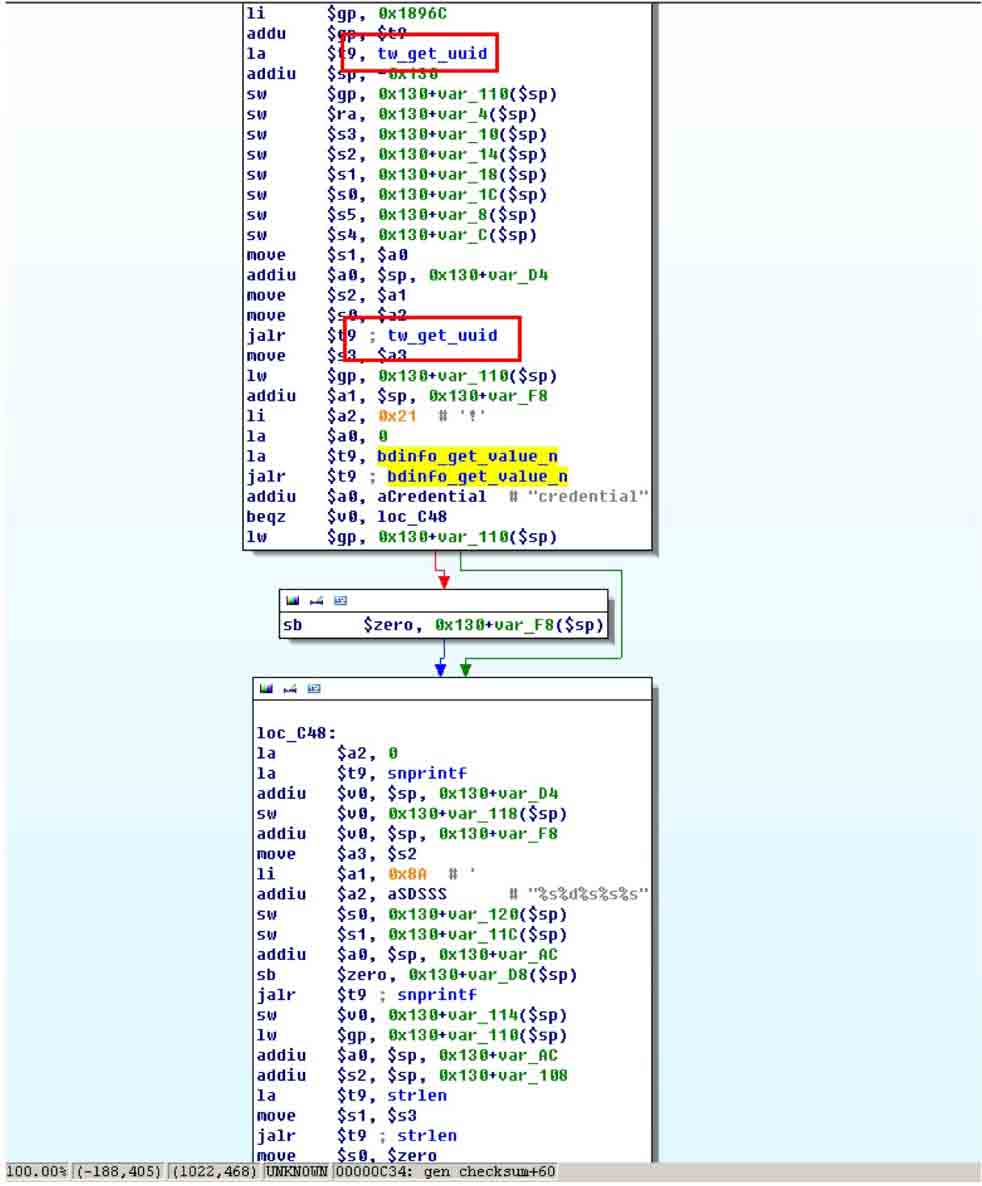 li $gp, 0x1896C
addu $gp, $t9
la $t9, tw_get_uuid
addiu $sp, -0x130
sw $gp, 0x130+var_110($sp)
sw $ra, 0x130+var_4($sp)
sw $s3, 0x130+var_10($sp)
sw $s2, 0x130+var_14($sp)
sw $s1, 0x130+var_18($sp)
sw $s0, 0x130+var_1C($sp)
sw $s5, 0x130+var_8($sp)
sw $s4, 0x130+var_C($sp)
move $s1, $a0
addiu $a0, $sp, 0x130+var_D4
move $s2, $a1
move $s0, $a2
jalr $t9 ; tw_get_uuid
move $s3, $a3
lw $gp, 0x130+var_110($sp)
addiu $a1, $sp, 0x130+var_F8
li $a2, 0x21 # '!'
la $a0, 0
la $t9, bdinfo_get_value_n
jalr $t9 ; bdinfo_get_value_n
addiu $a0, aCredential # "credential"
beqz $v0, loc_C48
lw $gp, 0x130+var_110($sp)
sb $zero, 0x130+var_F8($sp)
loc_C48:
la $a2, 0
la $t9, snprintf
addiu $v0, $sp, 0x130+var_D4
sw $v0, 0x130+var_118($sp)
addiu $v0, $sp, 0x130+var_F8
move $a3, $s2
li $a1, 0x8A # '
addiu $a2, aSDSSS # "%s%d%s%s%s"
sw $s0, 0x130+var_120($sp)
sw $s1, 0x130+var_11C($sp)
addiu $a0, $sp, 0x130+var_AC
sb $zero, 0x130+var_D8($sp)
jalr $t9 ; snprintf
sw $v0, 0x130+var_114($sp)
lw $gp, 0x130+var_110($sp)
addiu $a0, $sp, 0x130+var_AC
addiu $s2, $sp, 0x130+var_108
la $t9, strlen
move $s1, $s3
jalr $t9 ; strlen
move $s0, $zero
100.00% (-188,405) (1022,468) UNKNOWN 00000C34: gen checksum+60